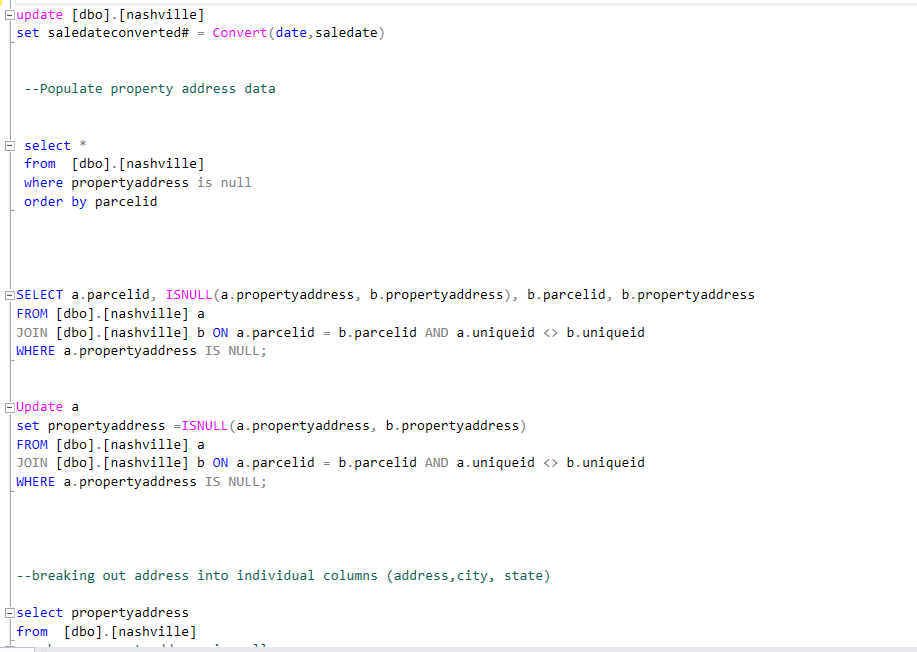 update [dbo].[nashville]
set saledateconverted# = Convert(date,saledate)
--Populate property address data
select *
from  [dbo].[nashville]
where propertyaddress is null
order by parcelid
SELECT a.parcelid, ISNULL(a.propertyaddress, b.propertyaddress), b.parcelid, b.propertyaddress
FROM [dbo].[nashville] a
JOIN [dbo].[nashville] b ON a.parcelid = b.parcelid AND a.uniqueid <> b.uniqueid
WHERE a.propertyaddress IS NULL;
Update a
set propertyaddress =ISNULL(a.propertyaddress, b.propertyaddress)
FROM [dbo].[nashville] a
JOIN [dbo].[nashville] b ON a.parcelid = b.parcelid AND a.uniqueid <> b.uniqueid
WHERE a.propertyaddress IS NULL;
--breaking out address into individual columns (address,city, state)
select propertyaddress
from  [dbo].[nashville]